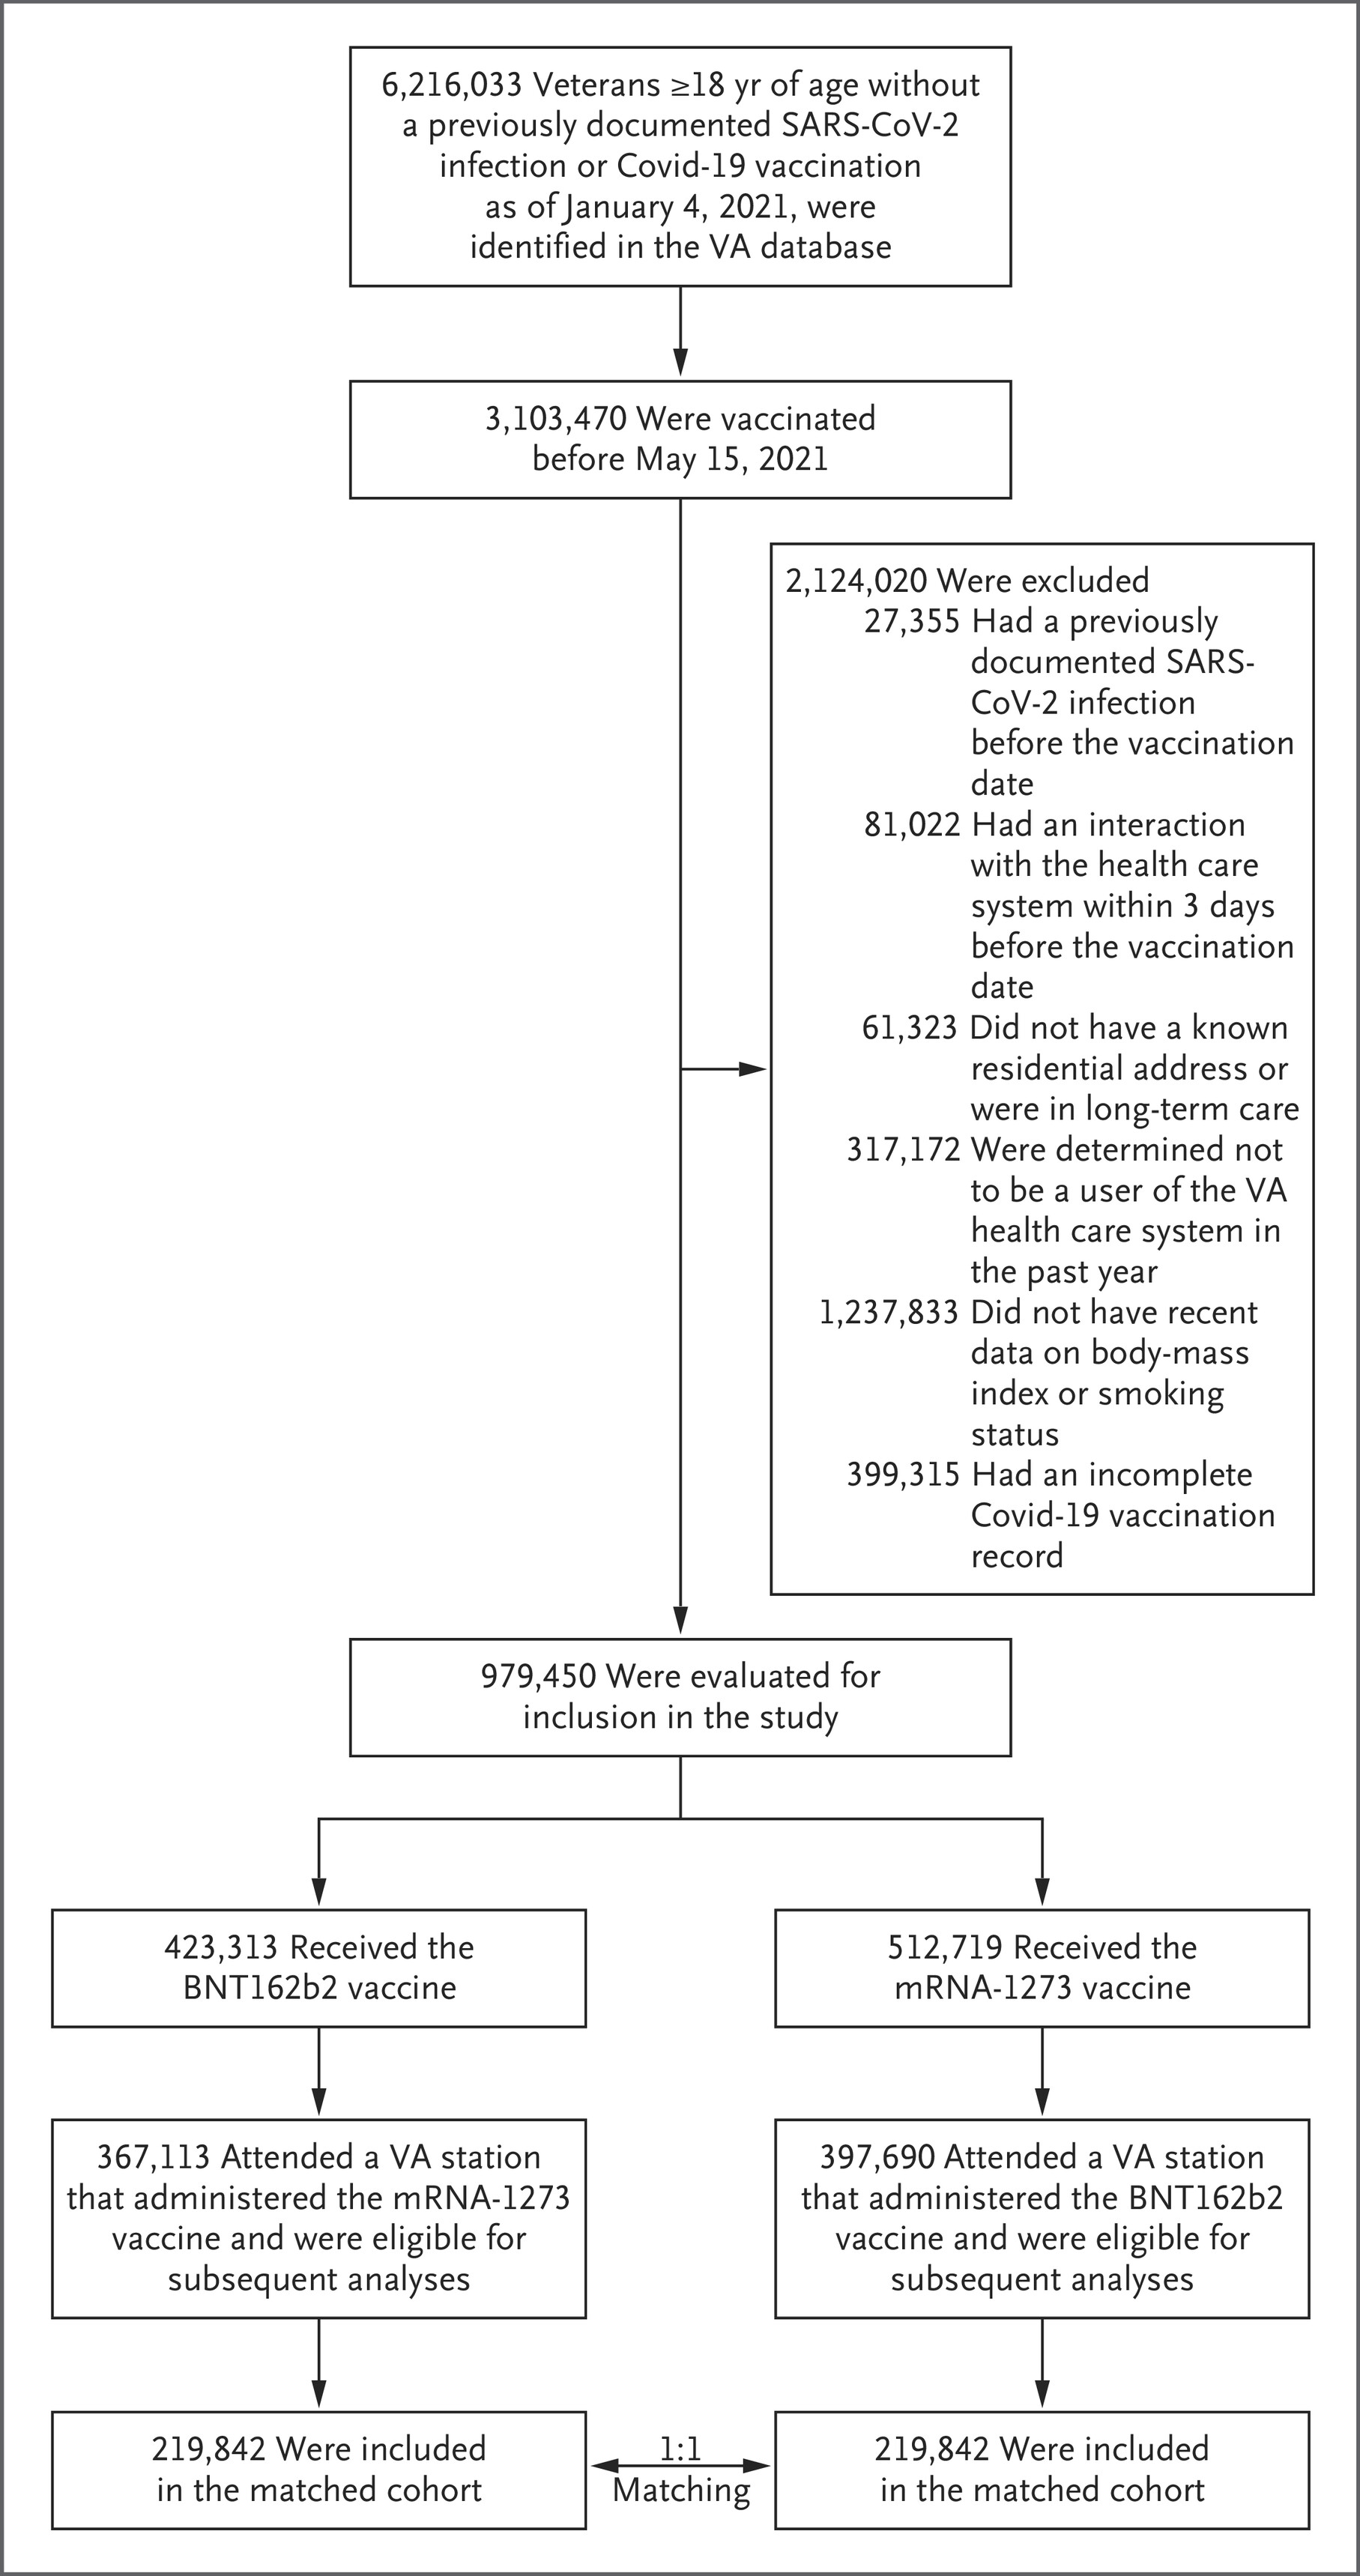 6,216,033 Veterans ≥18 yr of age without
a previously documented SARS-CoV-2
infection or Covid-19 vaccination
as of January 4, 2021, were
identified in the VA database
3,103,470 Were vaccinated
before May 15, 2021
2,124,020 Were excluded
27,355 Had a previously
documented SARS-
CoV-2 infection
before the vaccination
date
81,022 Had an interaction
with the health care
system within 3 days
before the vaccination
date
61,323 Did not have a known
residential address or
were in long-term care
317,172 Were determined not
to be a user of the VA
health care system in
the past year
1,237,833 Did not have recent
data on body-mass
index or smoking
status
399,315 Had an incomplete
Covid-19 vaccination
record
979,450 Were evaluated for
inclusion in the study
423,313 Received the
BNT162b2 vaccine
512,719 Received the
mRNA-1273 vaccine
367,113 Attended a VA station
that administered the mRNA-1273
vaccine and were eligible for
subsequent analyses
397,690 Attended a VA station
that administered the BNT162b2
vaccine and were eligible for
subsequent analyses
219,842 Were included
in the matched cohort
1:1
Matching
219,842 Were included
in the matched cohort